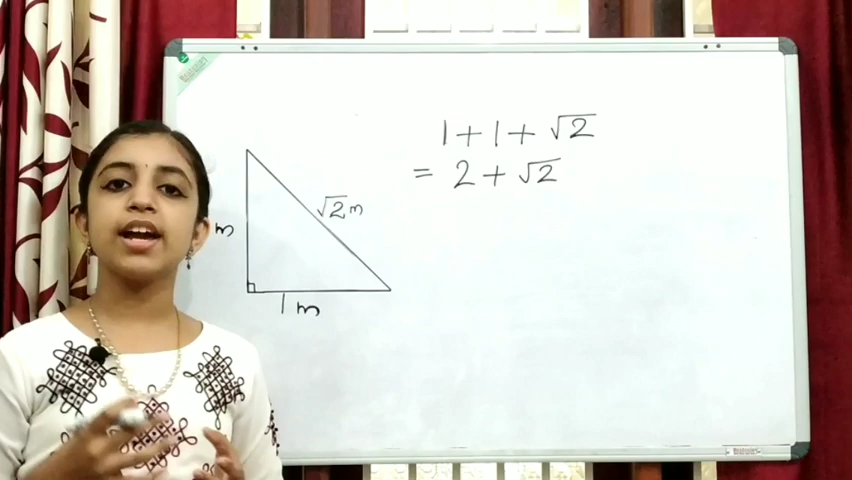 1 + 1 + √2
= 2 + √2
√2 m
m
1 m